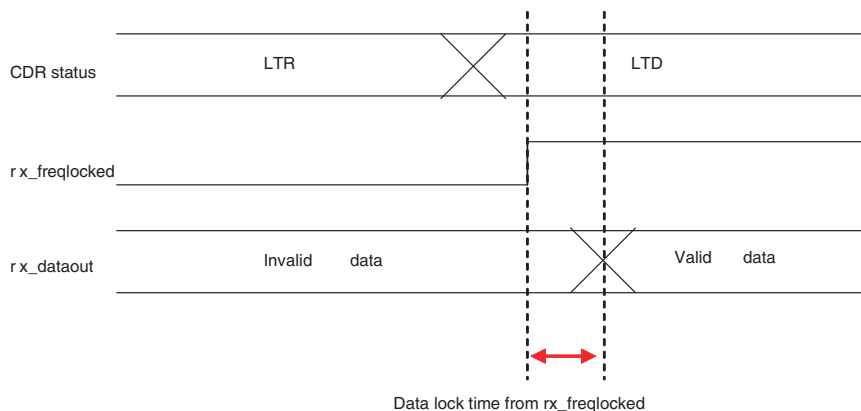 LTR
LTD
CDR status
r x_freqlocked
Invalid data
Valid data
r x_dataout
Data lock time from rx_freqlocked